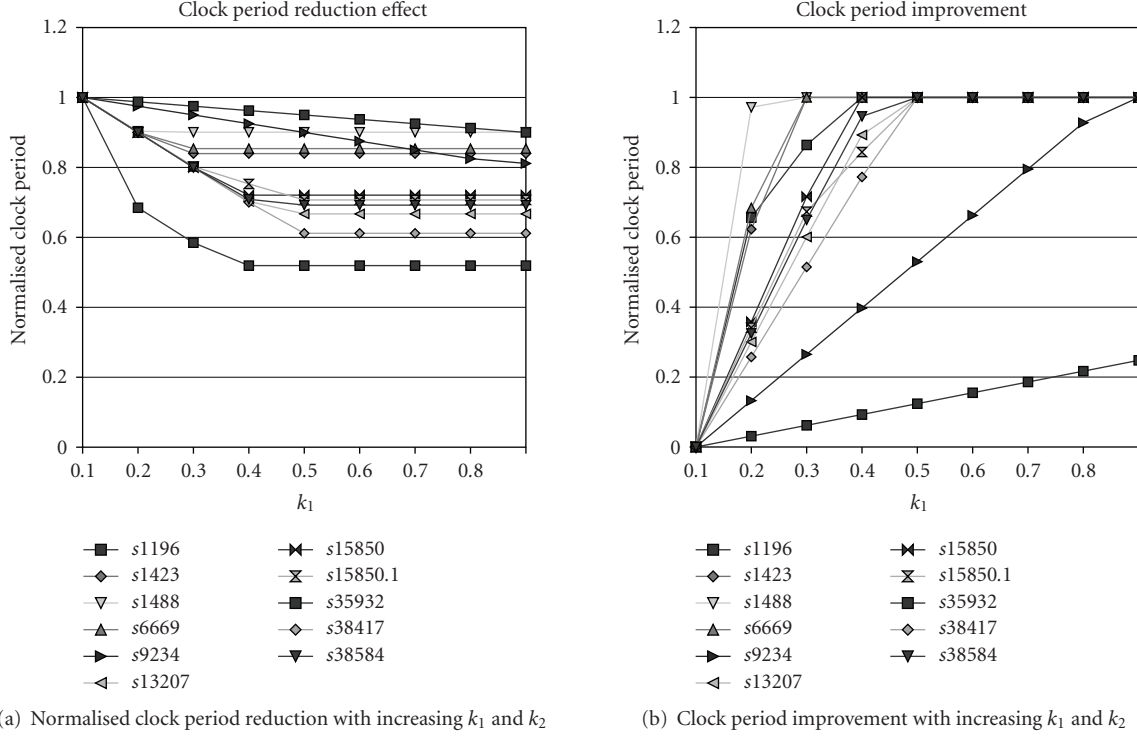 Clock period reduction effect
1.2
1
0.8
0.6
0.4
0.2
0
Normalised clock period
0.1 0.2 0.3 0.4 0.5 0.6 0.7 0.8 0.9
k1
s1196
s1423
s1488
s6669
s9234
s13207
s15850
s15850.1
s35932
s38417
s38584
(a) Normalised clock period reduction with increasing k1 and k2
Clock period improvement
1.2
1
0.8
0.6
0.4
0.2
0
Normalised clock period
0.1 0.2 0.3 0.4 0.5 0.6 0.7 0.8
k1
s1196
s1423
s1488
s6669
s9234
s13207
s15850
s15850.1
s35932
s38417
s38584
(b) Clock period improvement with increasing k1 and k2